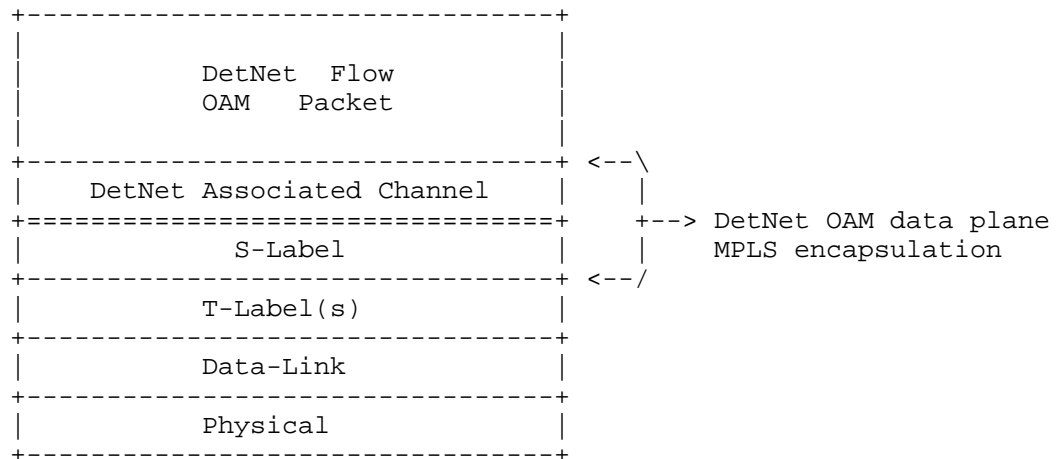 DetNet Flow
OAM Packet
<--\
DetNet Associated Channel
+--> DetNet OAM data plane
S-Label
MPLS encapsulation
<--/
T-Label(s)
Data-Link
Physical